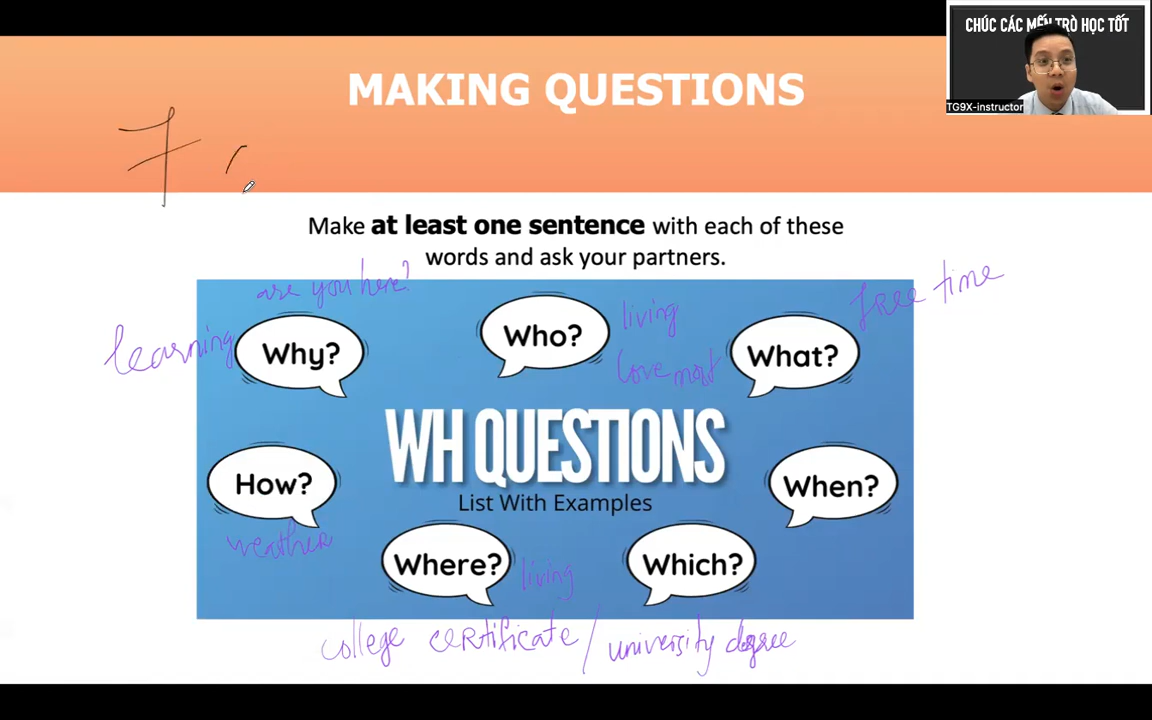 CHÚC CÁC MẾN TRÒ HỌC TỐT
TG9X-instructor
MAKING QUESTIONS
7
Make at least one sentence with each of these
words and ask your partners.
are you here?
free time
learning
Why?
Who?
living
love most
What?
WH QUESTIONS
List With Examples
How?
When?
weather
Where?
living
Which?
college certificate / university degree